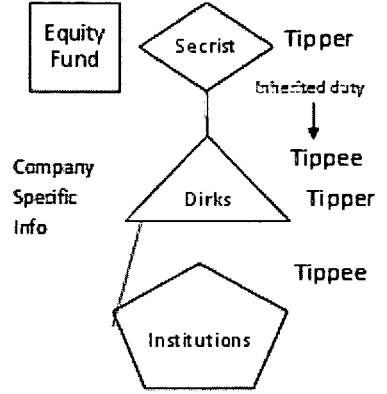 Equity
Fund
Secrist
Tipper
Inherited duty
Company
Specific
Info
Dirks
Tippee
Tipper
Institutions
Tippee